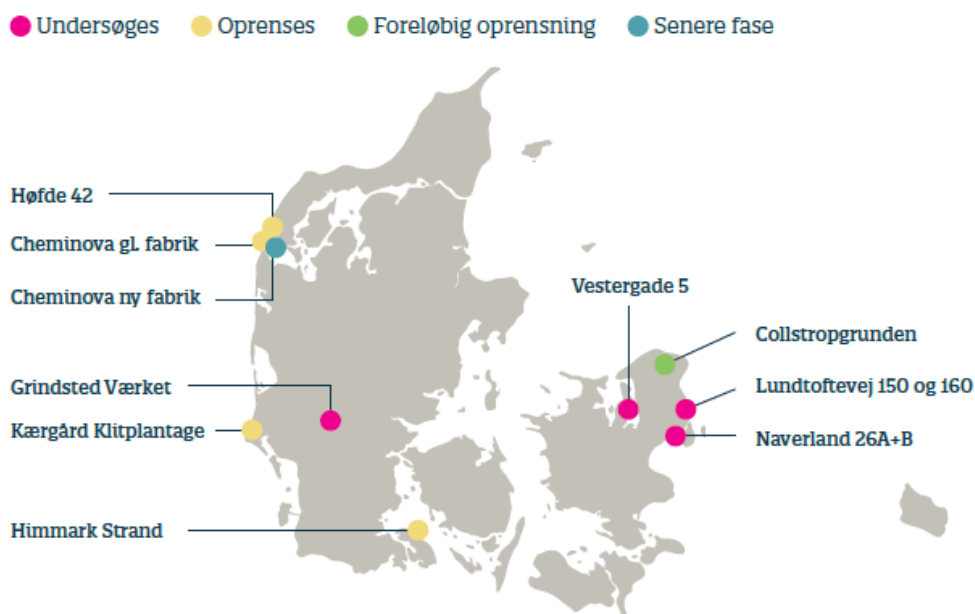 Undersøges Oprenses Foreløbig oprensning Senere fase
Høfde 42
Cheminova gl. fabrik
Cheminova ny fabrik
Grindsted Værket
Kærgård Klitplantage
Himmark Strand
Vestergade 5
Collstropgrunden
Lundtoftevej 150 og 160
Naverland 26A+B